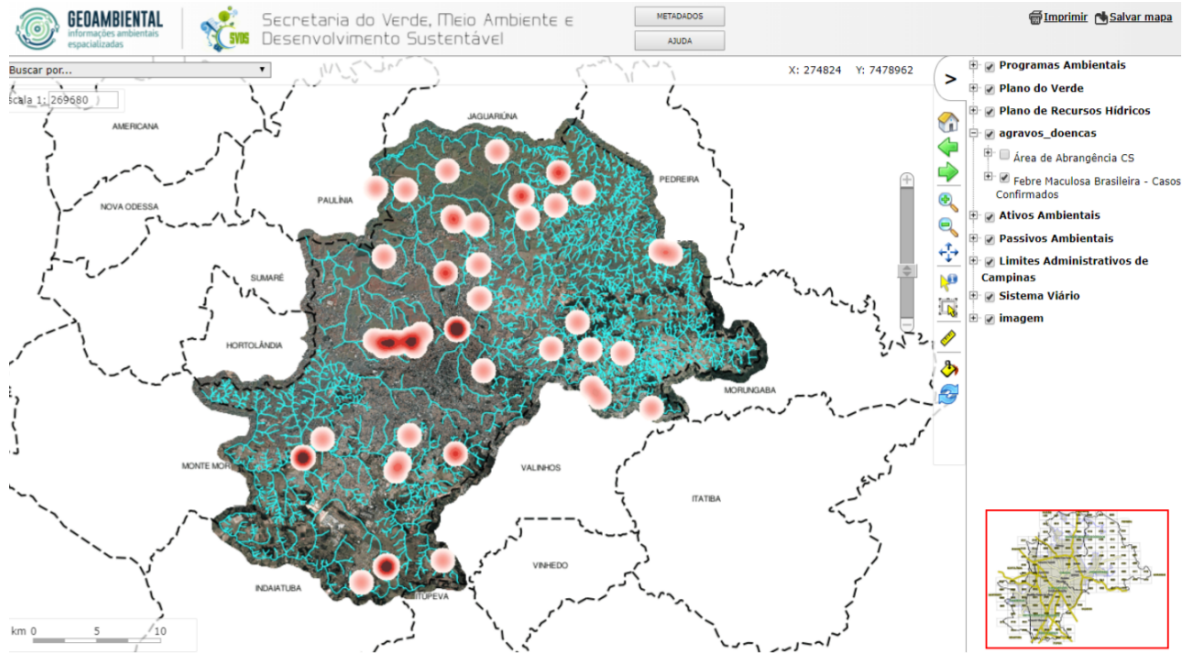 GEOAMBIENTAL
informações ambientais
espacializadas
SVDS
Secretaria do Verde, Meio Ambiente e
Desenvolvimento Sustentável
METADADOS
AJUDA
Imprimir
Salvar mapa
Buscar por...
X: 274824 Y: 7478962
scala 1: 269680
>
Programas Ambientais
Plano do Verde
Plano de Recursos Hídricos
agravos_doencas
Área de Abrangência CS
Febre Maculosa Brasileira - Casos
Confirmados
Ativos Ambientais
Passivos Ambientais
Limites Administrativos de
Campinas
Sistema Viário
imagem
JAGUARIÚNA
AMERICANA
PEDREIRA
PAULÍNIA
NOVA ODESSA
SUMARÉ
HORTOLÂNDIA
MORUNGABA
MONTE MOR
VALINHOS
ITATIBA
VINHEDO
INDAIATUBA
ITUPEVA
km 0 5 10